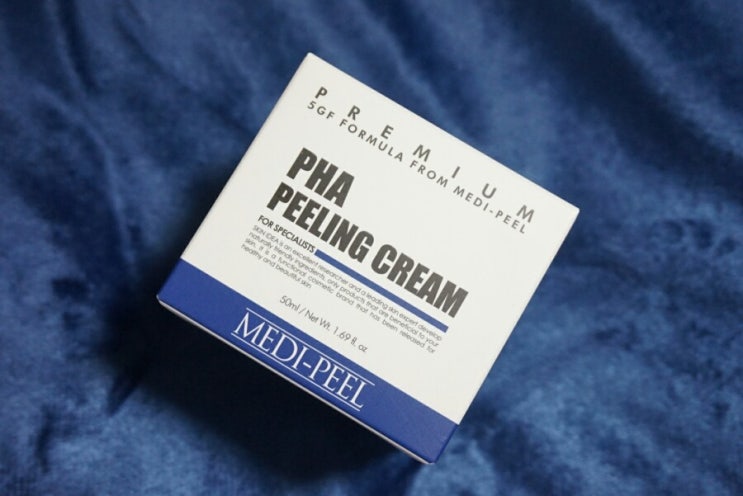 PREMIUM
5GF FORMULA FROM MEDI-PEEL
PHA
PEELING CREAM
FOR SPECIALISTS
SKIN IDEA is an excellent researcher and a leading skin expert develop
naturally friendly ingredients, only products that are beneficial to your
skin, it is a functional cosmetic brand that has been released for
healthy and beautiful skin.
50ml / Net Wt. 1.69 fl. oz
MEDI-PEEL